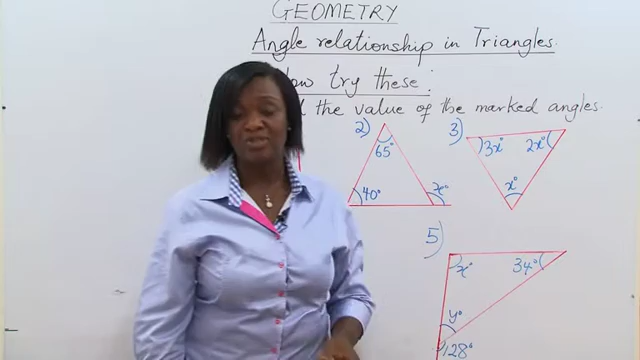 GEOMETRY
Angle relationship in Triangles.
Now try these:
the value of the marked angles.
2)
65°
40°
x°
3)
3x°
2x°
x°
5)
x°
34°
y°
128°